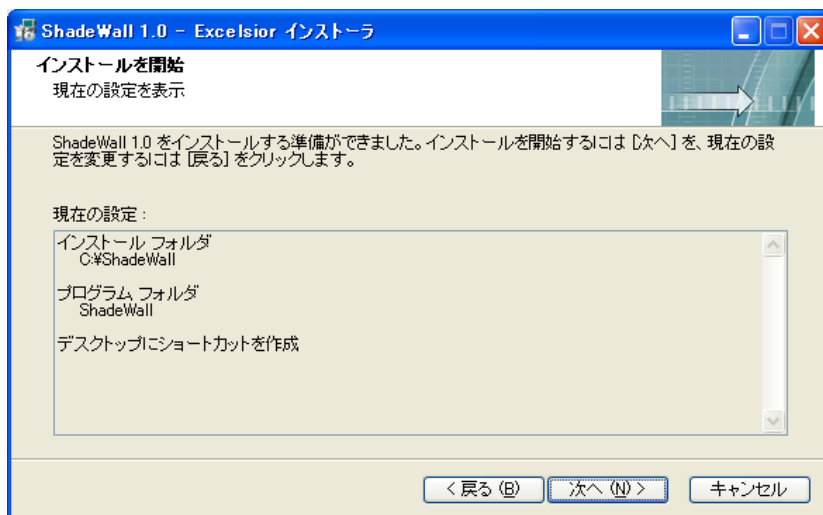 ShadeWall 1.0 - Excelsior インストーラ
インストールを開始
現在の設定を表示
ShadeWall 1.0 をインストールする準備ができました。インストールを開始するには [次へ] を、現在の設
定を変更するには [戻る] をクリックします。
現在の設定 :
インストール フォルダ
C:¥ShadeWall
プログラム フォルダ
ShadeWall
デスクトップにショートカットを作成
< 戻る (B)
次へ (N) >
キャンセル